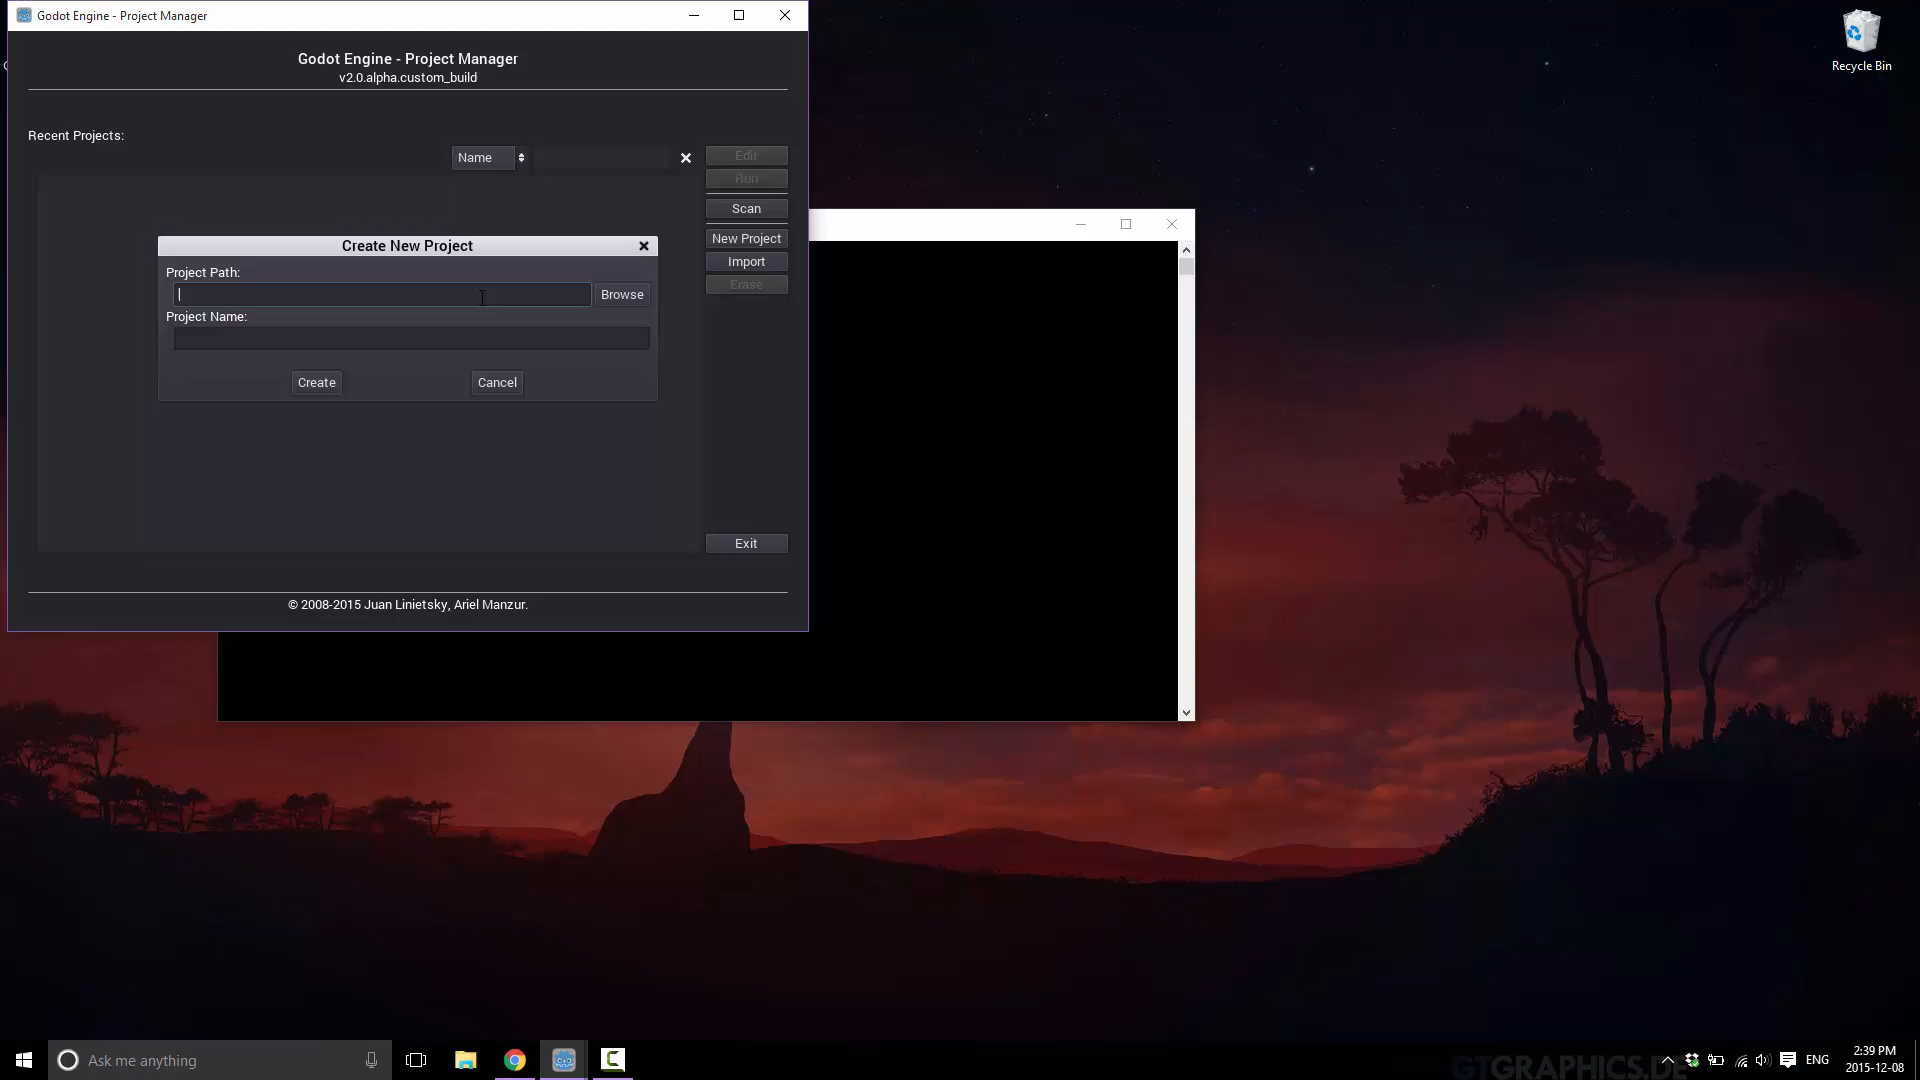 Godot Engine - Project Manager
Godot Engine - Project Manager
v2.0.alpha.custom_build
Recent Projects:
Name
Edit
Run
Scan
New Project
Import
Erase
Create New Project
Project Path:
Browse
Project Name:
Create
Cancel
Exit
© 2008-2015 Juan Linietsky, Ariel Manzur.
Recycle Bin
GTGRAPHICS.DE
Ask me anything
ENG
2:39 PM
2015-12-08